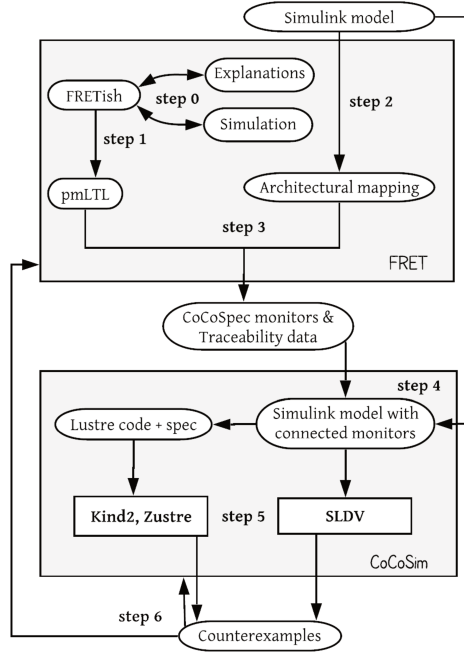 Simulink model
Explanations
FRETish
step 0
step 2
Simulation
step 1
pmLTL
Architectural mapping
step 3
FRET
CoCoSpec monitors &
Traceability data
step 4
Lustre code + spec
Simulink model with
connected monitors
Kind2, Zustre
step 5
SLDV
CoCoSim
step 6
Counterexamples